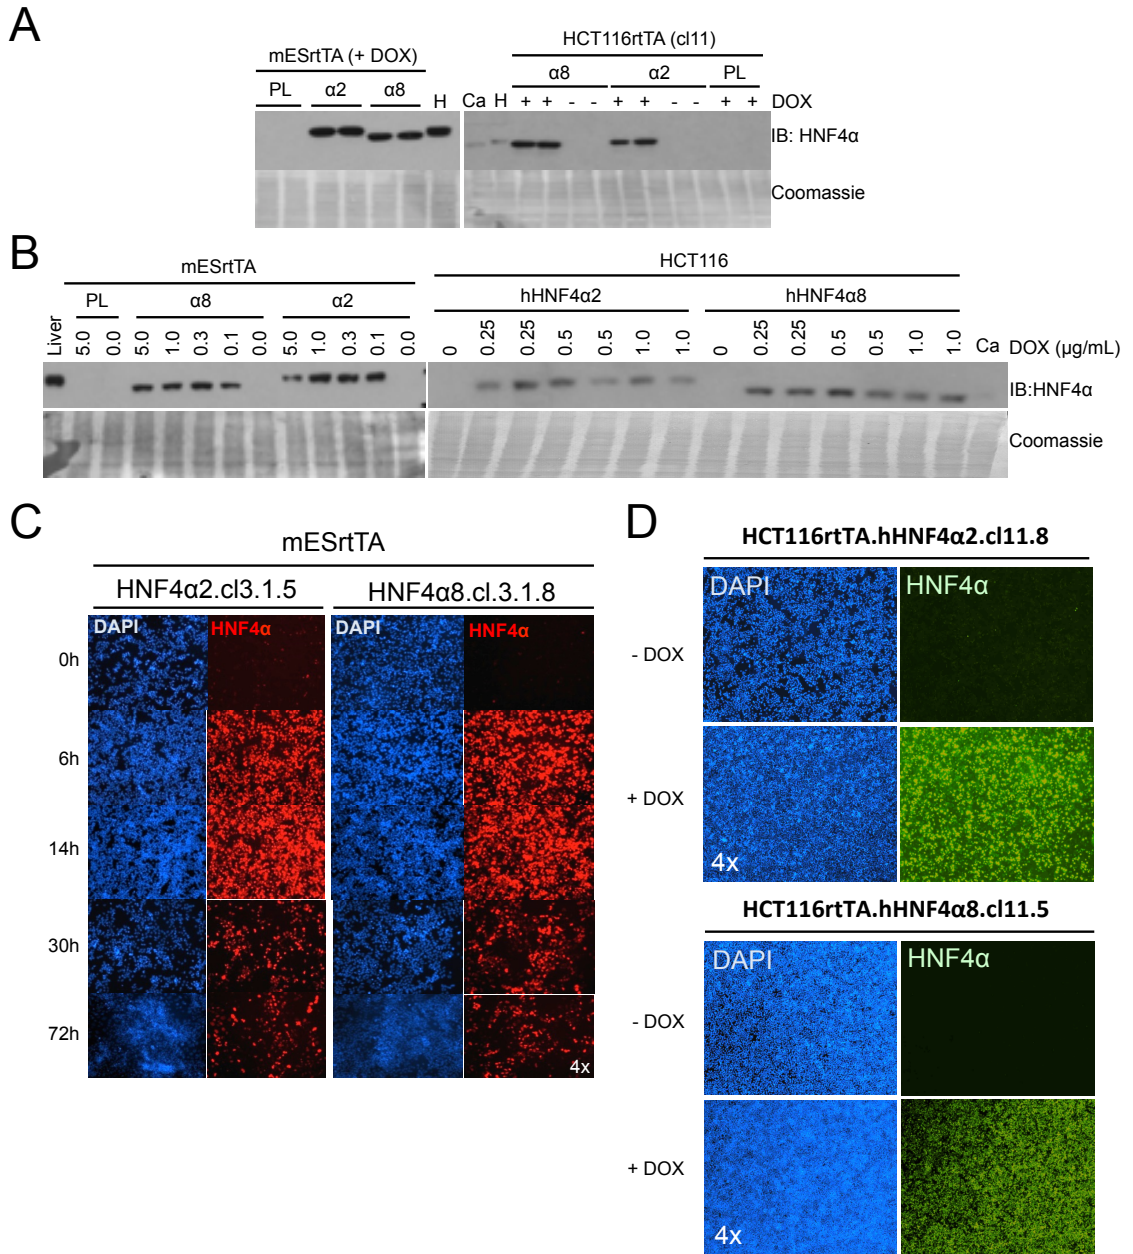 A
mESrtTA (+ DOX)
HCT116rtTA (cl11)
PL α2 α8 H
α8 α2 PL
Ca H + + - - + + - - + + DOX
IB: HNF4α
Coomassie
B
mESrtTA
HCT116
PL α8 α2
hHNF4α2 hHNF4α8
Liver 5.0 0.0 5.0 1.0 0.3 0.1 0.0 5.0 1.0 0.3 0.1 0.0
0 0.25 0.25 0.5 0.5 1.0 1.0 0 0.25 0.25 0.5 0.5 1.0 1.0 Ca DOX (µg/mL)
IB:HNF4α
Coomassie
C
mESrtTA
HNF4α2.cl3.1.5 HNF4α8.cl.3.1.8
DAPI HNF4α DAPI HNF4α
0h
6h
14h
30h
72h
4x
D
HCT116rtTA.hHNF4α2.cl11.8
DAPI HNF4α
- DOX
+ DOX
4x
HCT116rtTA.hHNF4α8.cl11.5
DAPI HNF4α
- DOX
+ DOX
4x